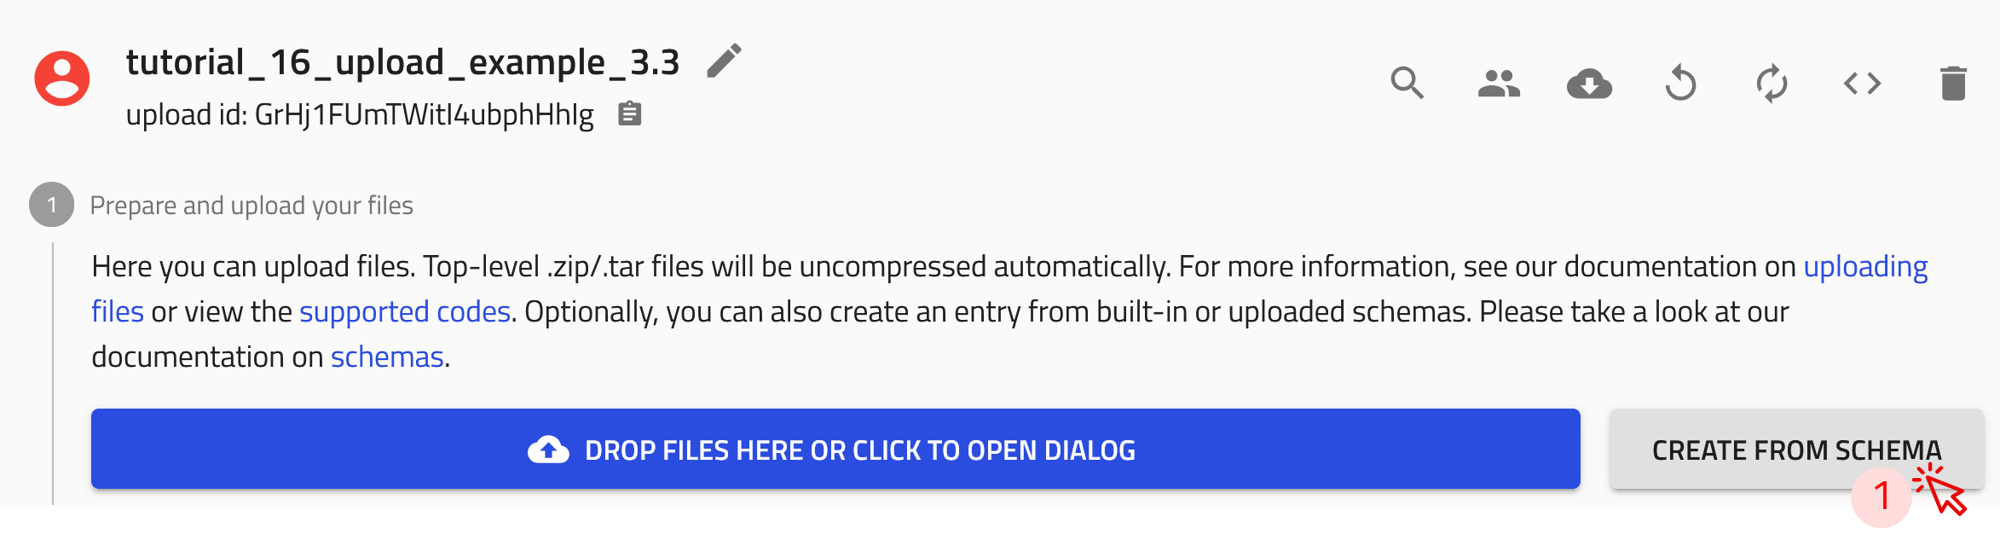 tutorial_16_upload_example_3.3
upload id: GrHj1FUmTWitI4ubphHhIg
1 Prepare and upload your files
Here you can upload files. Top-level .zip/.tar files will be uncompressed automatically. For more information, see our documentation on uploading
files or view the supported codes. Optionally, you can also create an entry from built-in or uploaded schemas. Please take a look at our
documentation on schemas.
DROP FILES HERE OR CLICK TO OPEN DIALOG
CREATE FROM SCHEMA
1